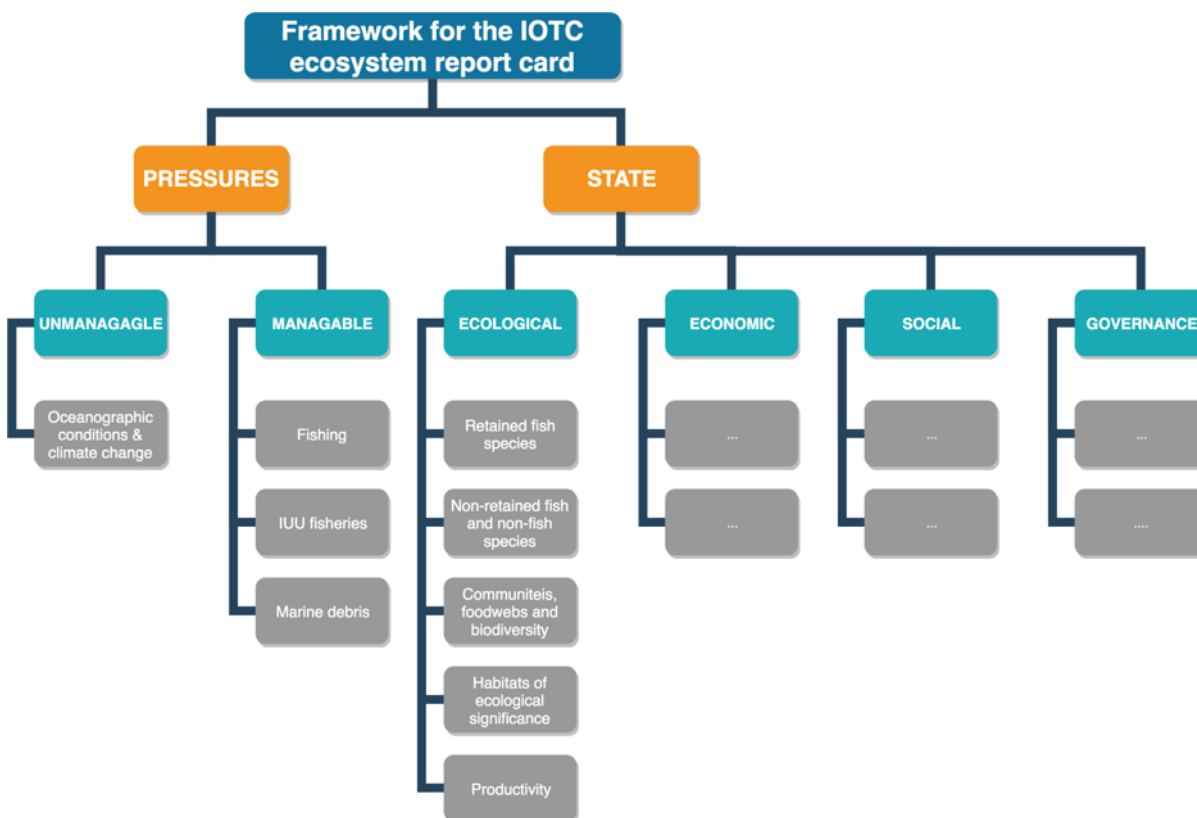 Framework for the IOTC
ecosystem report card
PRESSURES
STATE
UNMANAGAGLE
MANAGABLE
ECOLOGICAL
ECONOMIC
SOCIAL
GOVERNANCE
Oceanographic
conditions &
climate change
Fishing
IUU fisheries
Marine debris
Retained fish
species
Non-retained fish
and non-fish
species
Communiteis,
foodwebs and
biodiversity
Habitats of
ecological
significance
Productivity
...
...
...
...
...
....